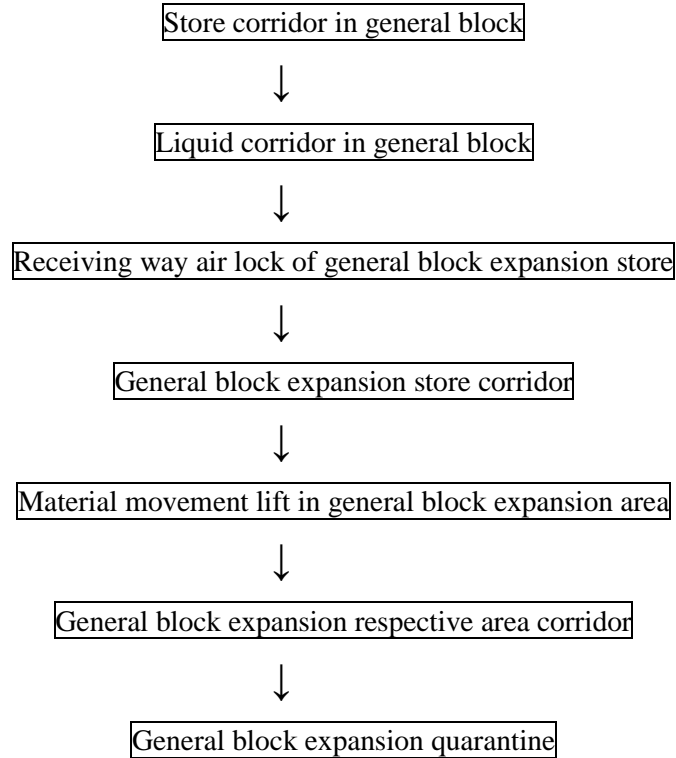 Store corridor in general block
↓
Liquid corridor in general block
↓
Receiving way air lock of general block expansion store
↓
General block expansion store corridor
↓
Material movement lift in general block expansion area
↓
General block expansion respective area corridor
↓
General block expansion quarantine